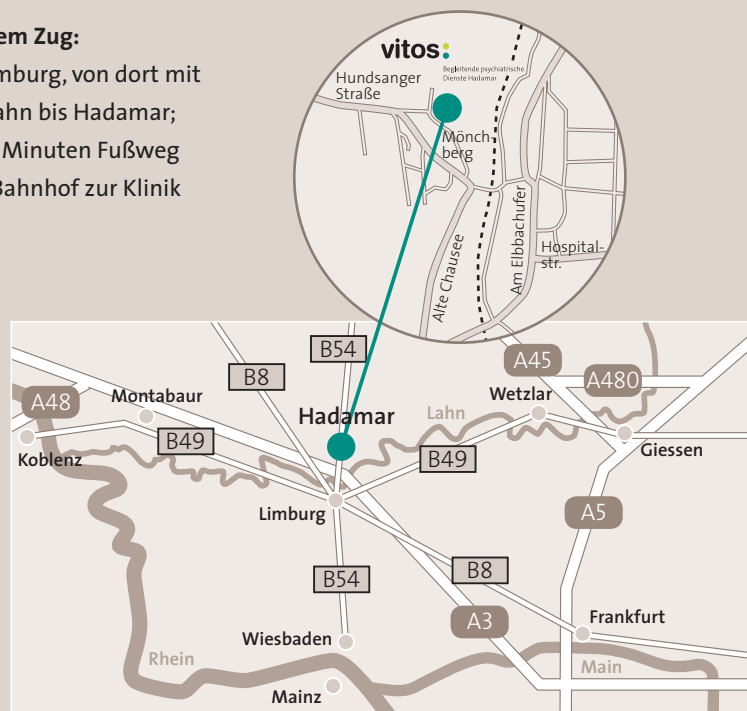 em Zug:
mburg, von dort mit
ahn bis Hadamar;
Minuten Fußweg
Bahnhof zur Klinik
vitos:
Begleitende psychiatrische
Dienste Hadamar
Hundsanger
Straße
Mönch-
berg
Alte Chausee
Am Elbbachufer
Hospital-
str.
B54
A45
B8
A480
A48
Montabaur
Wetzlar
Hadamar
Lahn
B49
Koblenz
B49
Giessen
Limburg
A5
B54
B8
A3
Frankfurt
Wiesbaden
Rhein
Main
Mainz